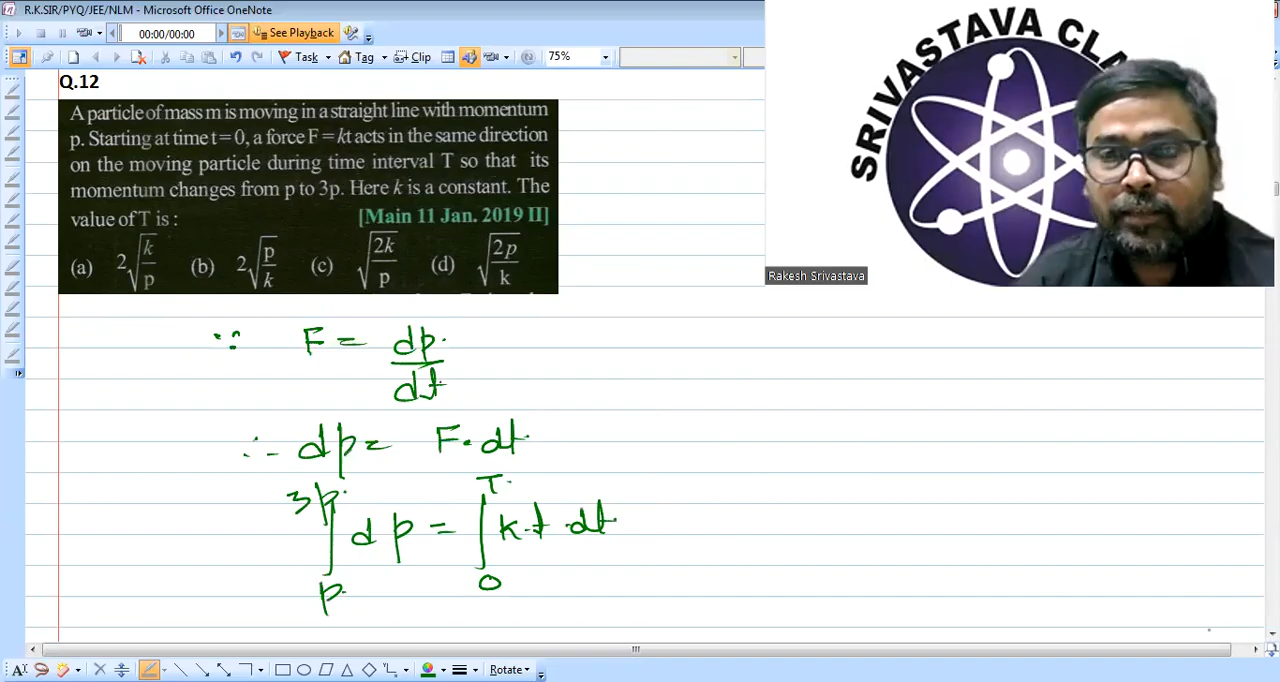 R.K.SIR/PYQ/JEE/NLM - Microsoft Office OneNote
00:00/00:00 See Playback
Task Tag Clip 75%
Q.12
A particle of mass m is moving in a straight line with momentum
p. Starting at time t = 0, a force F = kt acts in the same direction
on the moving particle during time interval T so that its
momentum changes from p to 3p. Here k is a constant. The
value of T is : [Main 11 Jan. 2019 II]
(a) 2√(k/p) (b) 2√(p/k) (c) √(2k/p) (d) √(2p/k)
SRIVASTAVA CLA
Rakesh Srivastava
∵ F = dp/dt
∴ dp = F·dt
∫_p^3p dp = ∫_0^T k·t·dt
Rotate